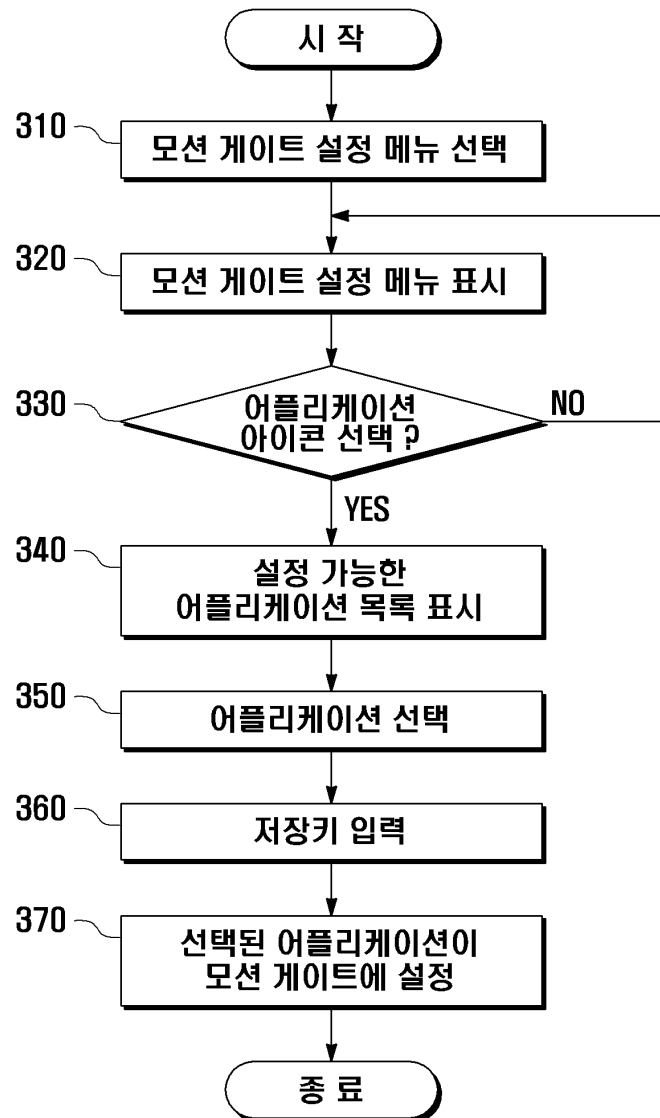 시 작
310
모션 게이트 설정 메뉴 선택
320
모션 게이트 설정 메뉴 표시
330
어플리케이션
아이콘 선택 ?
NO
YES
340
설정 가능한
어플리케이션 목록 표시
350
어플리케이션 선택
360
저장키 입력
370
선택된 어플리케이션이
모션 게이트에 설정
종 료